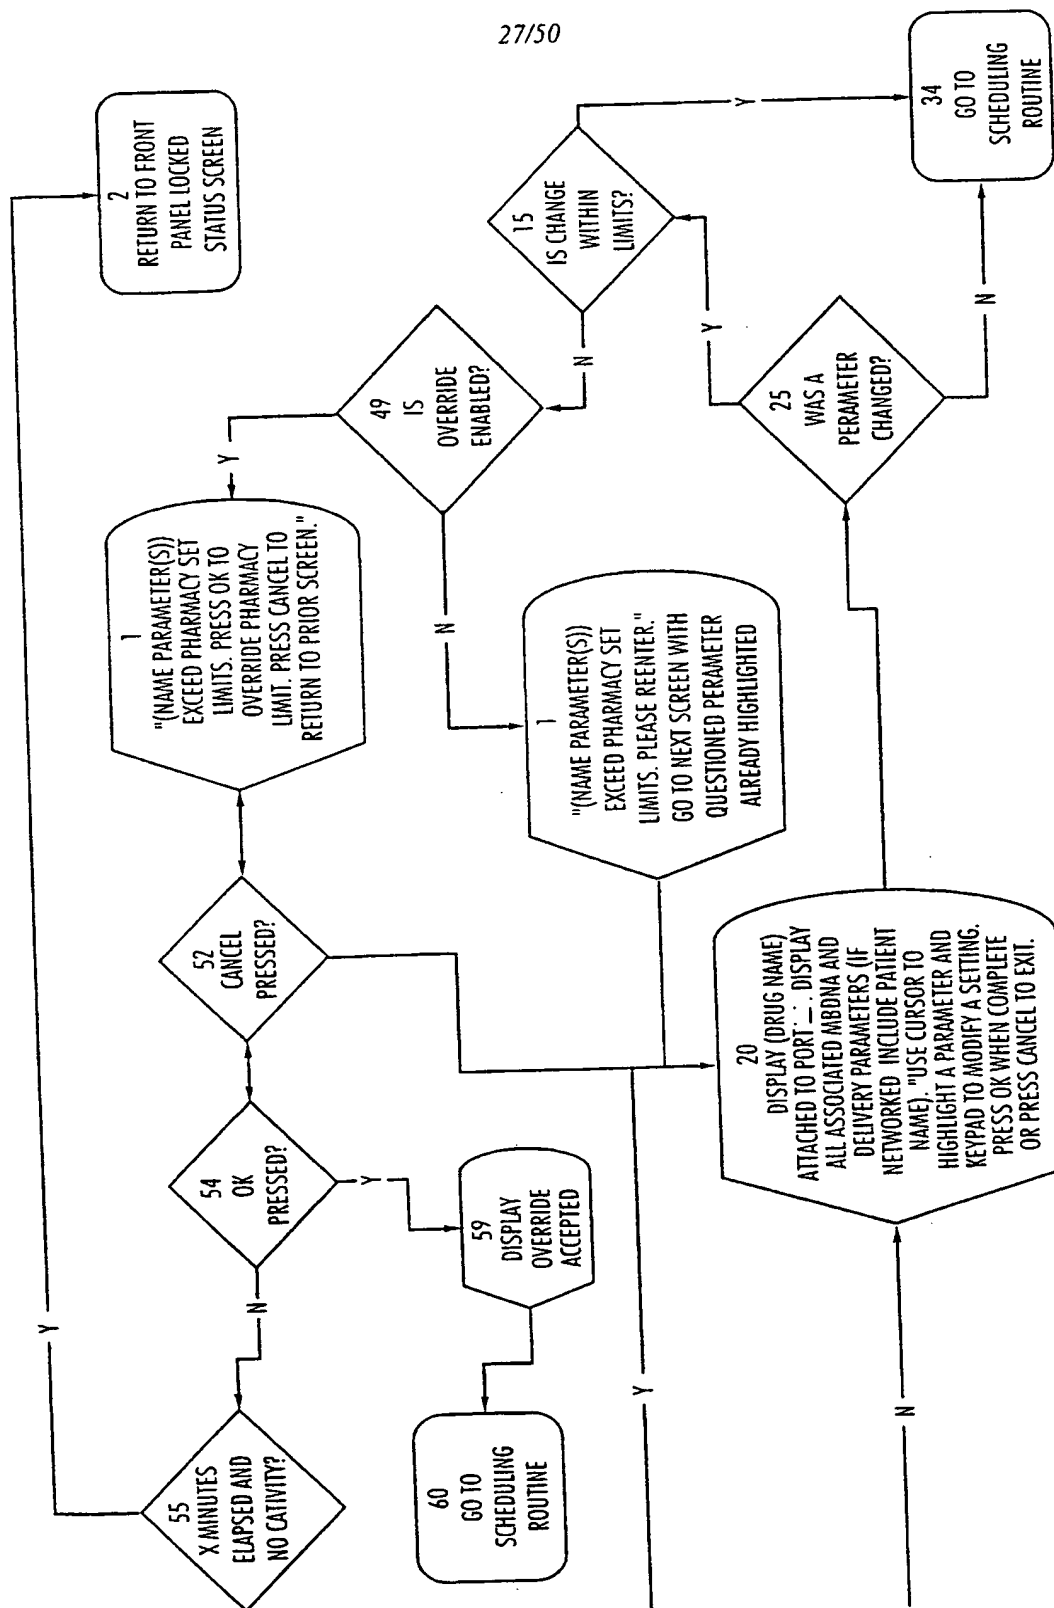 27/50
2
RETURN TO FRONT
PANEL LOCKED
STATUS SCREEN
34
GO TO
SCHEDULING
ROUTINE
Y
15
IS CHANGE
WITHIN
LIMITS?
Y
N
49
IS
OVERRIDE
ENABLED?
25
WAS A
PERAMETER
CHANGED?
N
Y
1
"(NAME PARAMETER(S))
EXCEED PHARMACY SET
LIMITS. PRESS OK TO
OVERRIDE PHARMACY
LIMIT. PRESS CANCEL TO
RETURN TO PRIOR SCREEN."
N
1
"(NAME PARAMETER(S))
EXCEED PHARMACY SET
LIMITS. PLEASE REENTER."
GO TO NEXT SCREEN WITH
QUESTIONED PERAMETER
ALREADY HIGHLIGHTED
52
CANCEL
PRESSED?
20
DISPLAY (DRUG NAME)
ATTACHED TO PORT _. DISPLAY
ALL ASSOCIATED MBDNA AND
DELIVERY PARAMETERS (IF
NETWORKED INCLUDE PATIENT
NAME). "USE CURSOR TO
HIGHLIGHT A PARAMETER AND
KEYPAD TO MODIFY A SETTING.
PRESS OK WHEN COMPLETE
OR PRESS CANCEL TO EXIT.
54
OK
PRESSED?
Y
59
DISPLAY
OVERRIDE
ACCEPTED
N
Y
55
X MINUTES
ELAPSED AND
NO CATIVITY?
60
GO TO
SCHEDULING
ROUTINE
Y
N